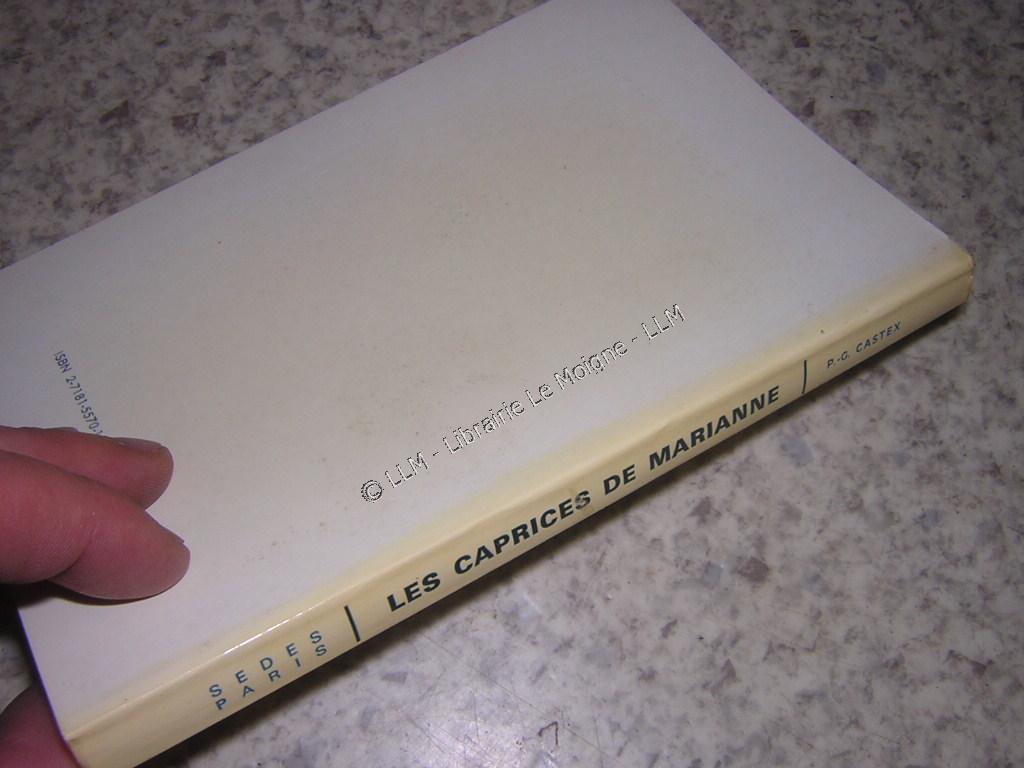 ISBN 2-7181-5570-
© LLM - Librairie Le Moigne - LLM
P.-G. CASTEX
LES CAPRICES DE MARIANNE
SEDES
PARIS